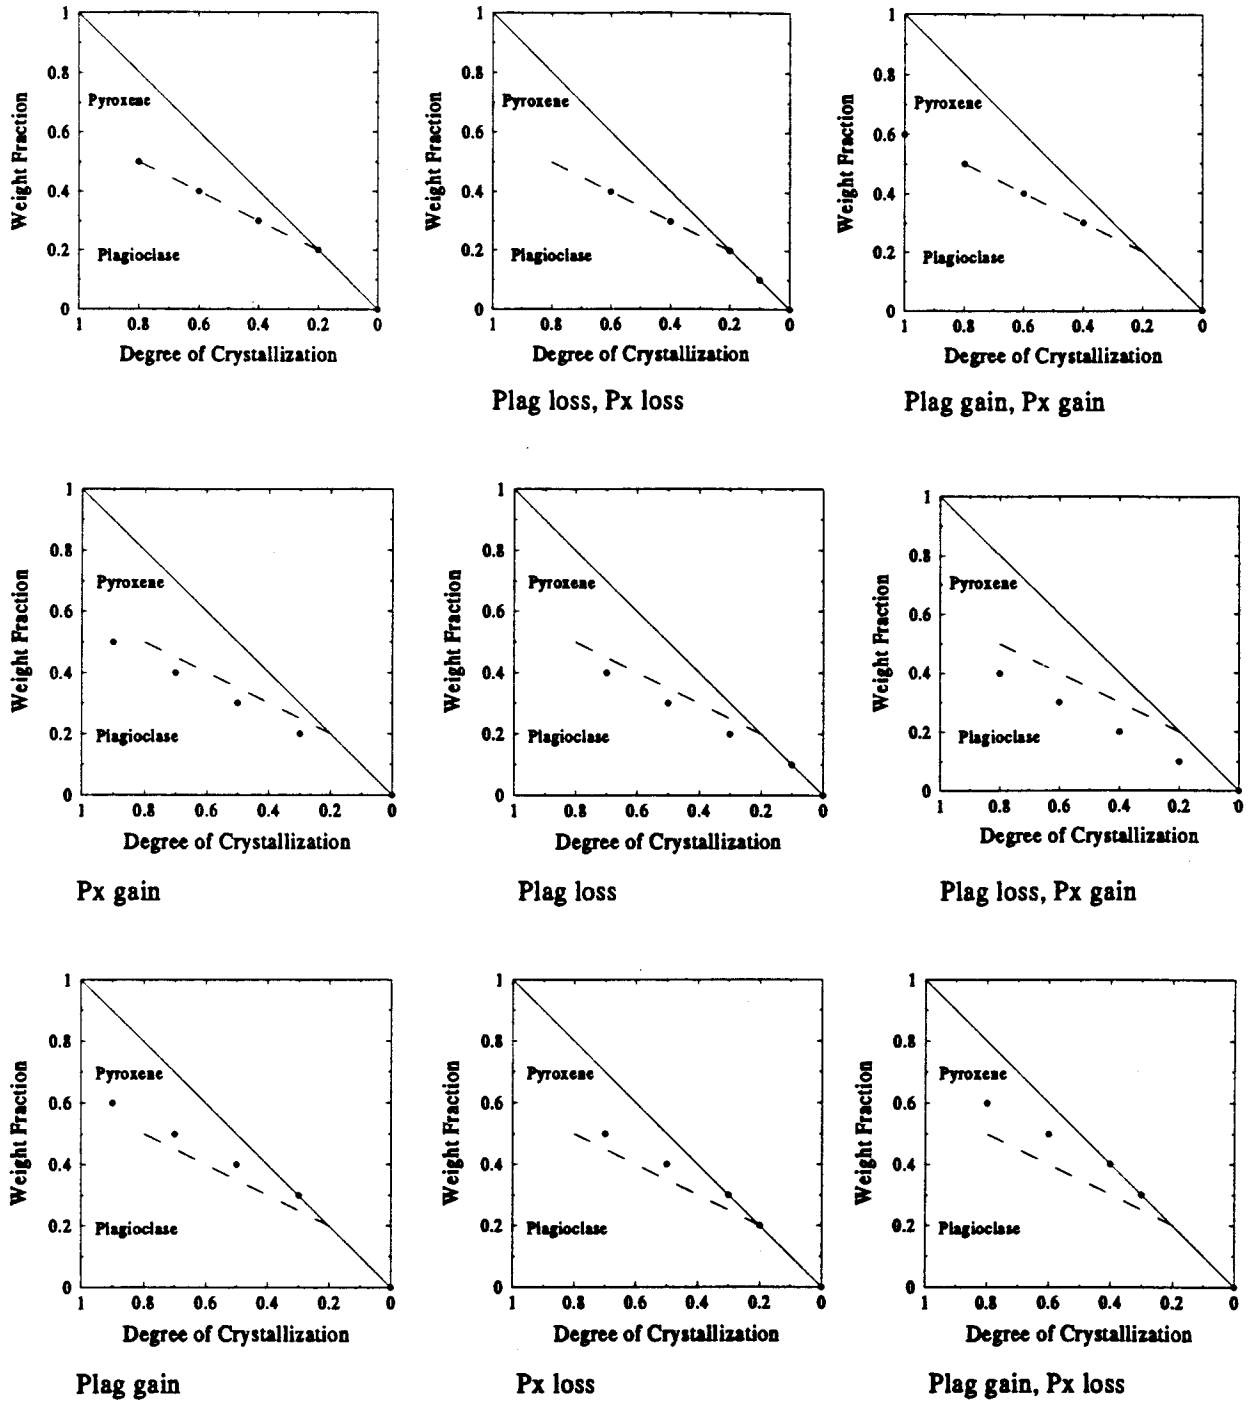 1
0.8
0.6
0.4
0.2
0
Weight Fraction
Pyroxene
Plagioclase
1 0.8 0.6 0.4 0.2 0
Degree of Crystallization
1
0.8
0.6
0.4
0.2
0
Weight Fraction
Pyroxene
Plagioclase
1 0.8 0.6 0.4 0.2 0
Degree of Crystallization
Plag loss, Px loss
1
0.8
0.6
0.4
0.2
0
Weight Fraction
Pyroxene
Plagioclase
1 0.8 0.6 0.4 0.2 0
Degree of Crystallization
Plag gain, Px gain
1
0.8
0.6
0.4
0.2
0
Weight Fraction
Pyroxene
Plagioclase
1 0.8 0.6 0.4 0.2 0
Degree of Crystallization
Px gain
1
0.8
0.6
0.4
0.2
0
Weight Fraction
Pyroxene
Plagioclase
1 0.8 0.6 0.4 0.2 0
Degree of Crystallization
Plag loss
1
0.8
0.6
0.4
0.2
0
Weight Fraction
Pyroxene
Plagioclase
1 0.8 0.6 0.4 0.2 0
Degree of Crystallization
Plag loss, Px gain
1
0.8
0.6
0.4
0.2
0
Weight Fraction
Pyroxene
Plagioclase
1 0.8 0.6 0.4 0.2 0
Degree of Crystallization
Plag gain
1
0.8
0.6
0.4
0.2
0
Weight Fraction
Pyroxene
Plagioclase
1 0.8 0.6 0.4 0.2 0
Degree of Crystallization
Px loss
1
0.8
0.6
0.4
0.2
0
Weight Fraction
Pyroxene
Plagioclase
1 0.8 0.6 0.4 0.2 0
Degree of Crystallization
Plag gain, Px loss